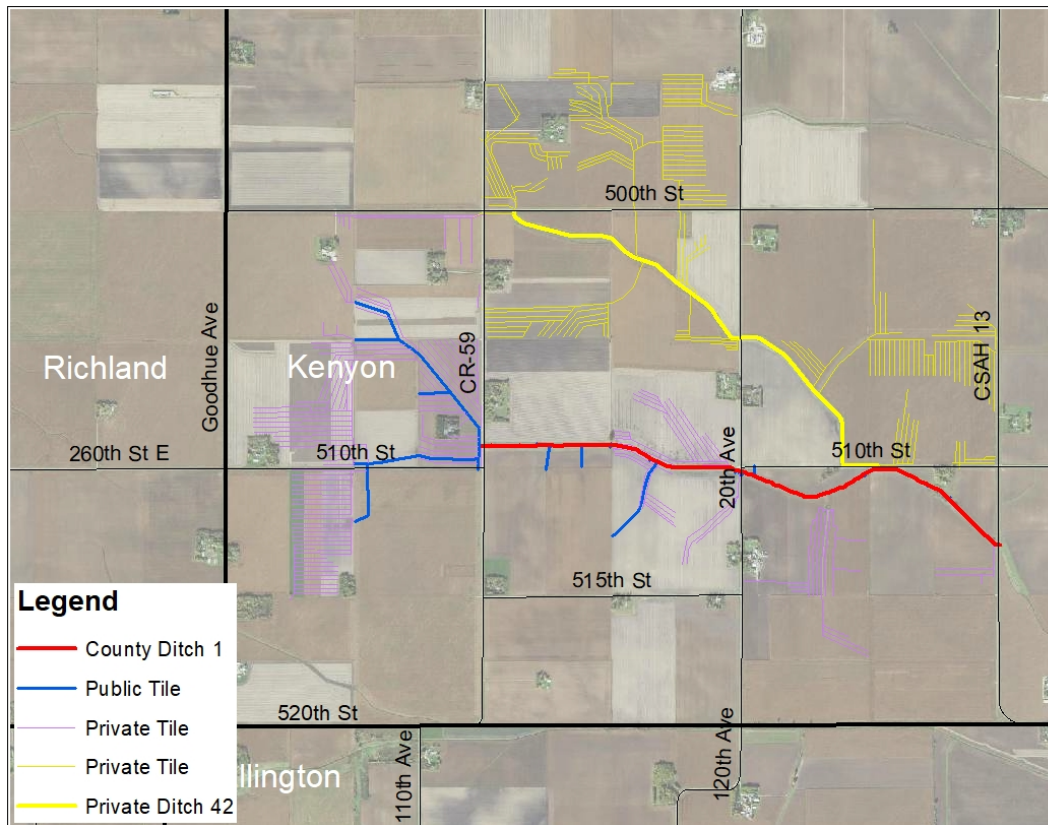 500th St
Goodhue Ave
CR-59
CSAH 13
Richland
Kenyon
260th St E
510th St
20th Ave
510th St
515th St
Legend
County Ditch 1
Public Tile
Private Tile
Private Tile
Private Ditch 42
520th St
110th Ave
120th Ave
llington